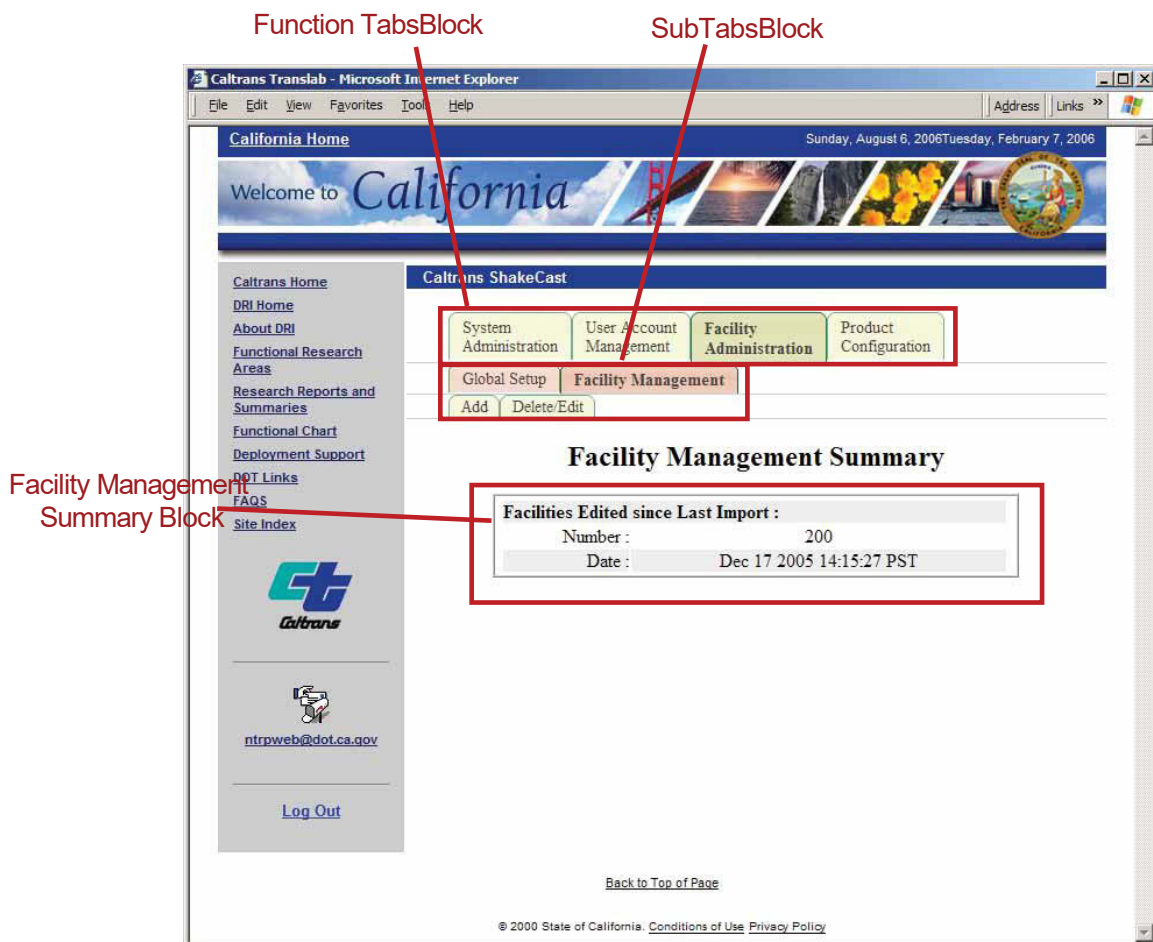 Function TabsBlock
SubTabsBlock
Caltrans Translab - Microsoft Internet Explorer
File Edit View Favorites Tools Help
Address Links »
California Home
Sunday, August 6, 2006Tuesday, February 7, 2006
Welcome to California
Caltrans ShakeCast
Caltrans Home
DRI Home
About DRI
Functional Research
Areas
Research Reports and
Summaries
Functional Chart
Deployment Support
DOT Links
FAQS
Site Index
Caltrans
ntrpweb@dot.ca.gov
Log Out
System
Administration
User Account
Management
Facility
Administration
Product
Configuration
Global Setup
Facility Management
Add
Delete/Edit
Facility Management Summary
Facility Management
Summary Block
Facilities Edited since Last Import :
Number : 200
Date : Dec 17 2005 14:15:27 PST
Back to Top of Page
© 2000 State of California. Conditions of Use Privacy Policy